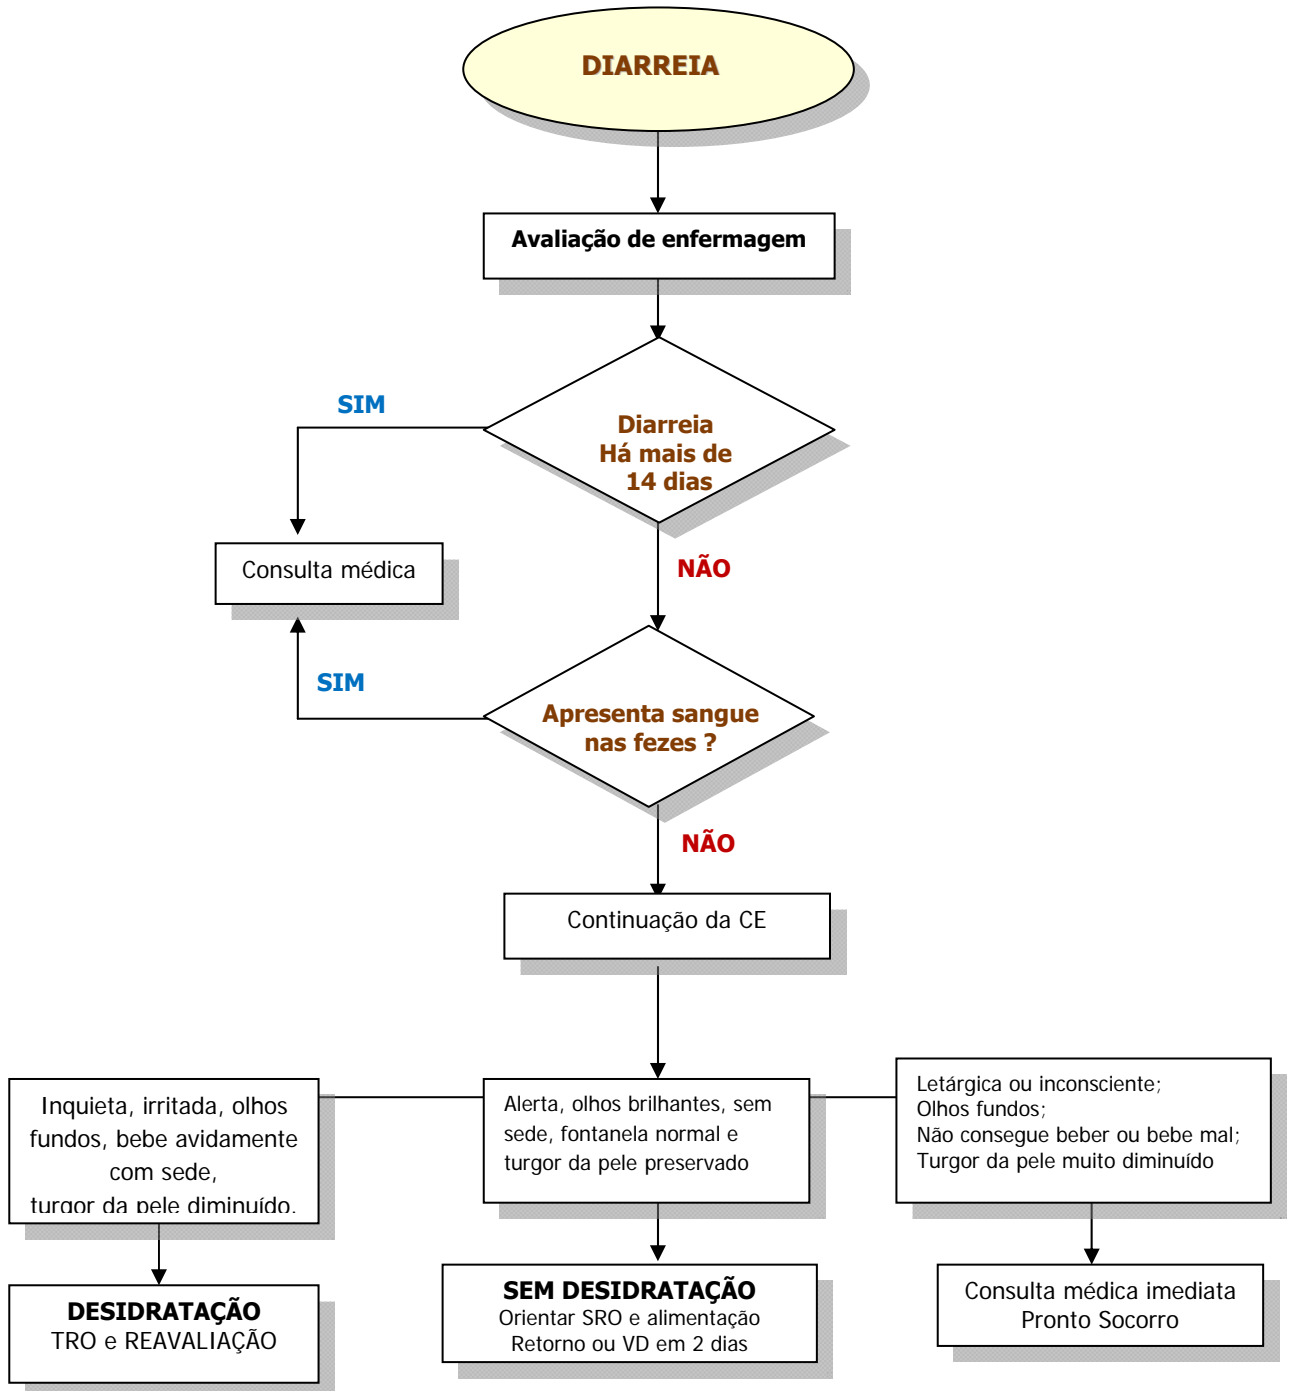 DIARREIA
Avaliação de enfermagem
SIM
Diarreia
Há mais de
14 dias
Consulta médica
NÃO
SIM
Apresenta sangue
nas fezes ?
NÃO
Continuação da CE
Inquieta, irritada, olhos
fundos, bebe avidamente
com sede,
turgor da pele diminuído.
Alerta, olhos brilhantes, sem
sede, fontanela normal e
turgor da pele preservado
Letárgica ou inconsciente;
Olhos fundos;
Não consegue beber ou bebe mal;
Turgor da pele muito diminuído
DESIDRATAÇÃO
TRO e REAVALIAÇÃO
SEM DESIDRATAÇÃO
Orientar SRO e alimentação
Retorno ou VD em 2 dias
Consulta médica imediata
Pronto Socorro